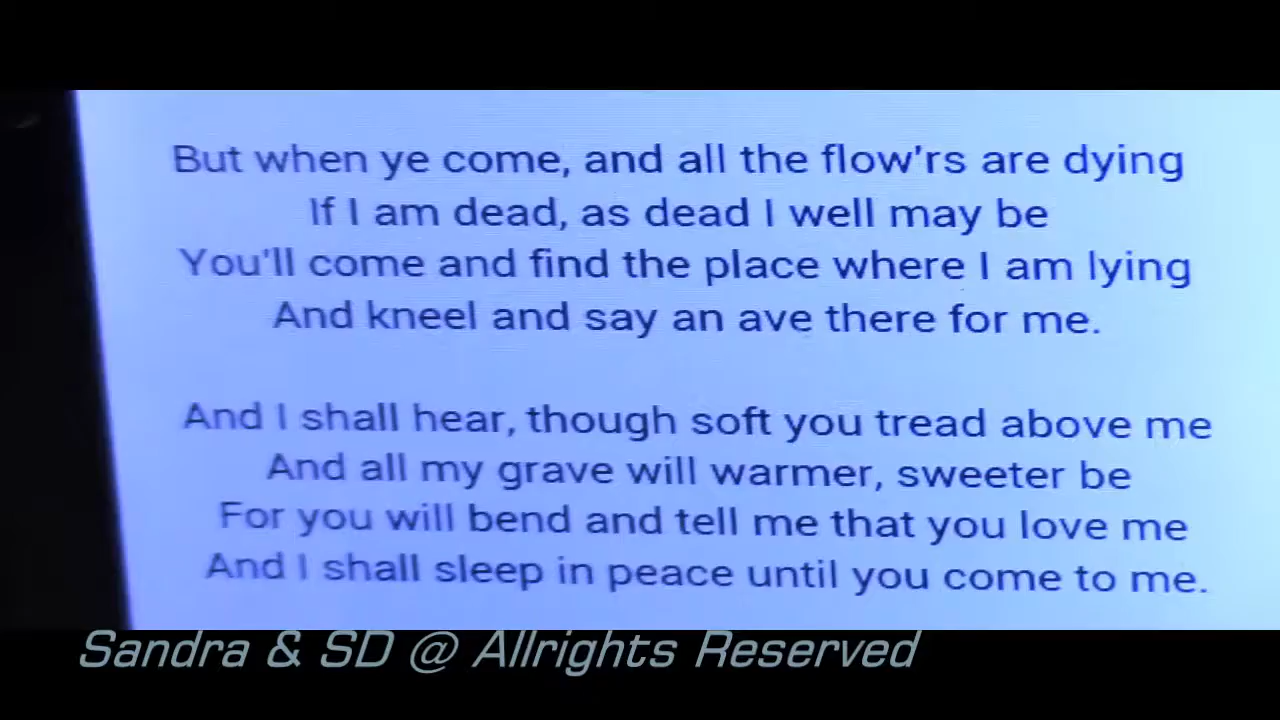 But when ye come, and all the flow'rs are dying
If I am dead, as dead I well may be
You'll come and find the place where I am lying
And kneel and say an ave there for me.
And I shall hear, though soft you tread above me
And all my grave will warmer, sweeter be
For you will bend and tell me that you love me
And I shall sleep in peace until you come to me.
Sandra & SD @ Allrights Reserved